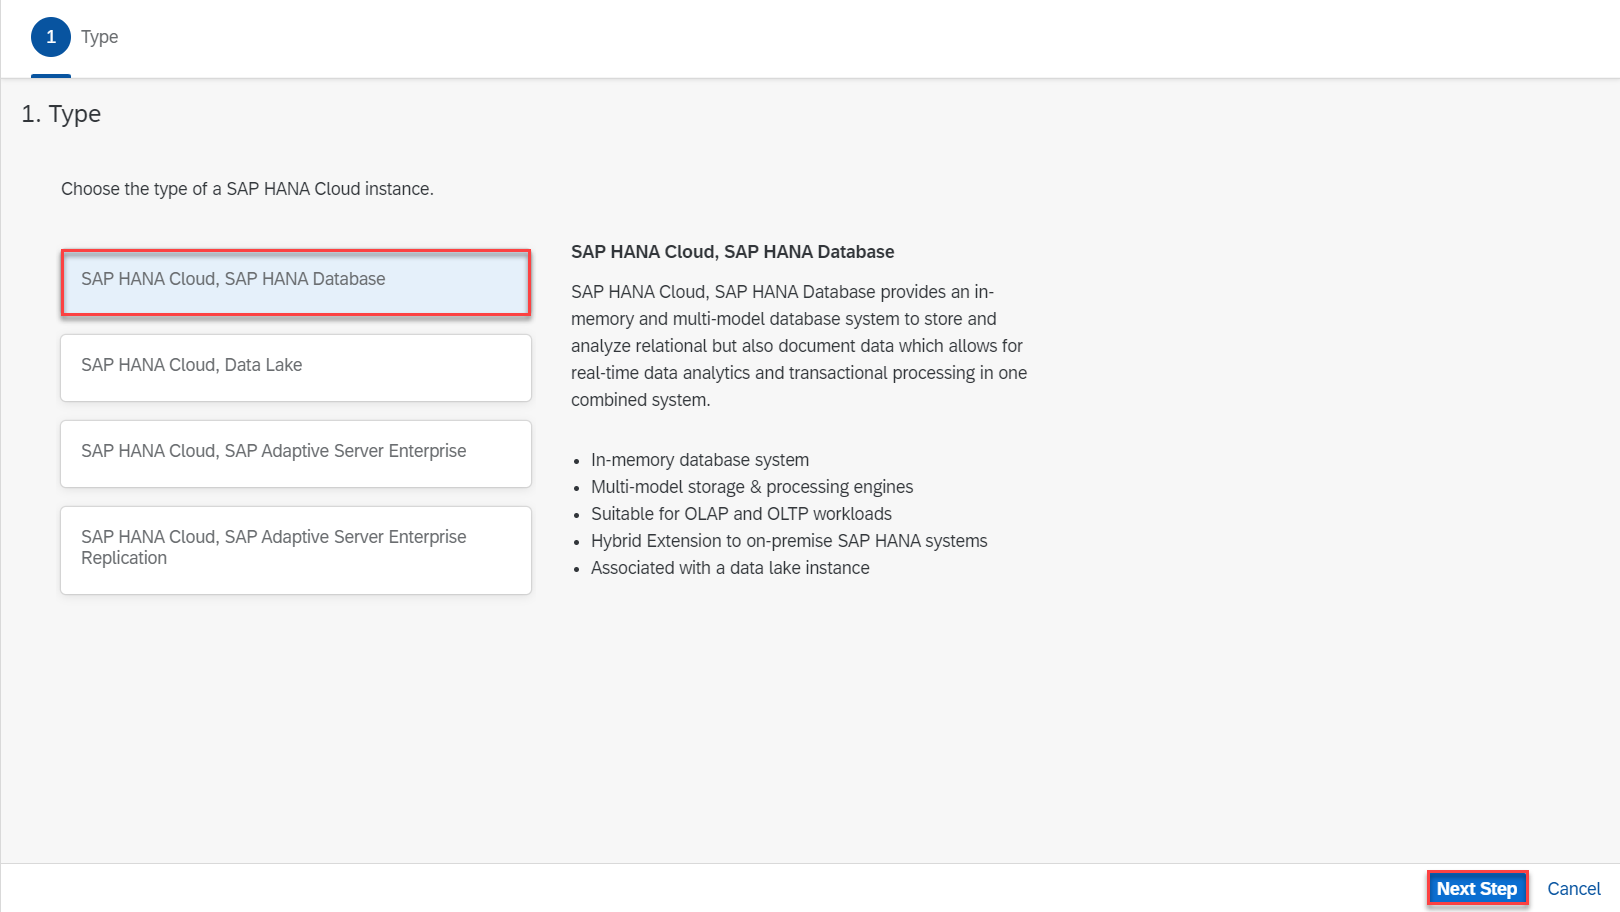 1 Type
1. Type
Choose the type of a SAP HANA Cloud instance.
SAP HANA Cloud, SAP HANA Database
SAP HANA Cloud, Data Lake
SAP HANA Cloud, SAP Adaptive Server Enterprise
SAP HANA Cloud, SAP Adaptive Server Enterprise
Replication
SAP HANA Cloud, SAP HANA Database
SAP HANA Cloud, SAP HANA Database provides an in-
memory and multi-model database system to store and
analyze relational but also document data which allows for
real-time data analytics and transactional processing in one
combined system.
• In-memory database system
• Multi-model storage & processing engines
• Suitable for OLAP and OLTP workloads
• Hybrid Extension to on-premise SAP HANA systems
• Associated with a data lake instance
Next Step Cancel